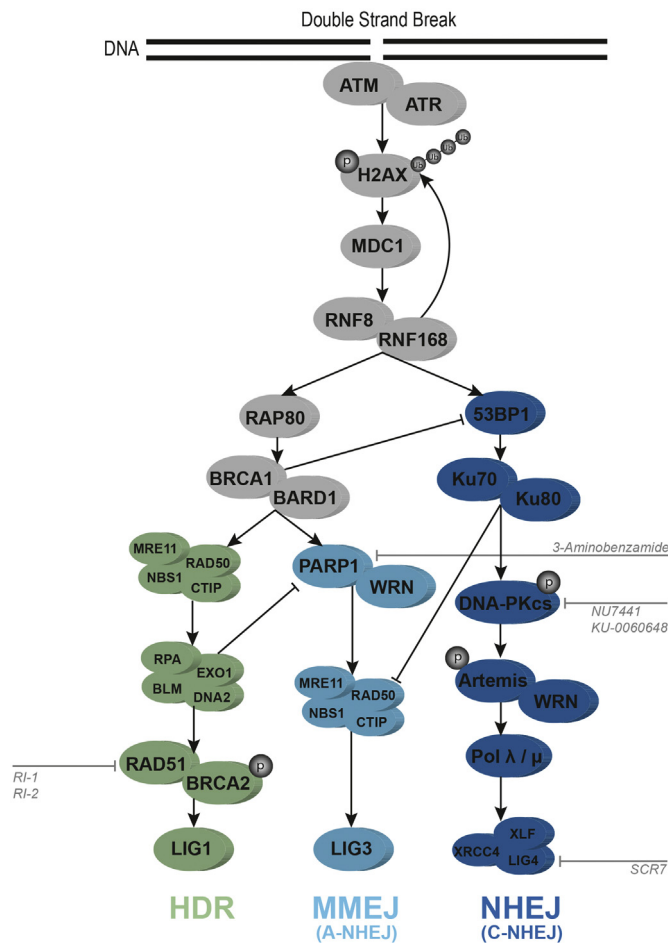 Double Strand Break
DNA
ATM
ATR
p
H2AX
Ub
Ub
Ub
Ub
MDC1
RNF8
RNF168
RAP80
53BP1
BRCA1
BARD1
Ku70
Ku80
MRE11
RAD50
NBS1
CTIP
PARP1
WRN
3-Aminobenzamide
p
DNA-PKcs
NU7441
KU-0060648
RPA
EXO1
BLM
DNA2
MRE11
RAD50
NBS1
CTIP
p
Artemis
WRN
RAD51
BRCA2
p
RI-1
RI-2
Pol λ / μ
LIG1
LIG3
XLF
XRCC4
LIG4
SCR7
HDR
MMEJ
(A-NHEJ)
NHEJ
(C-NHEJ)